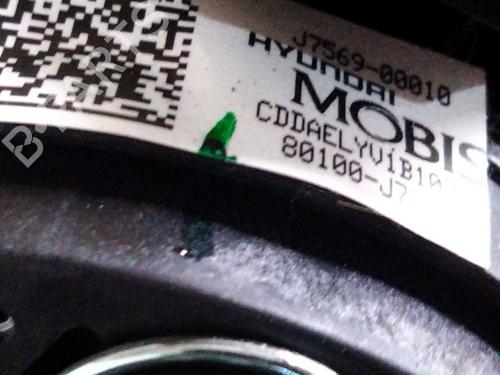 J7569-00010
HYUNDAI
MOBIS
CDDAELYV1B10
80100-J7